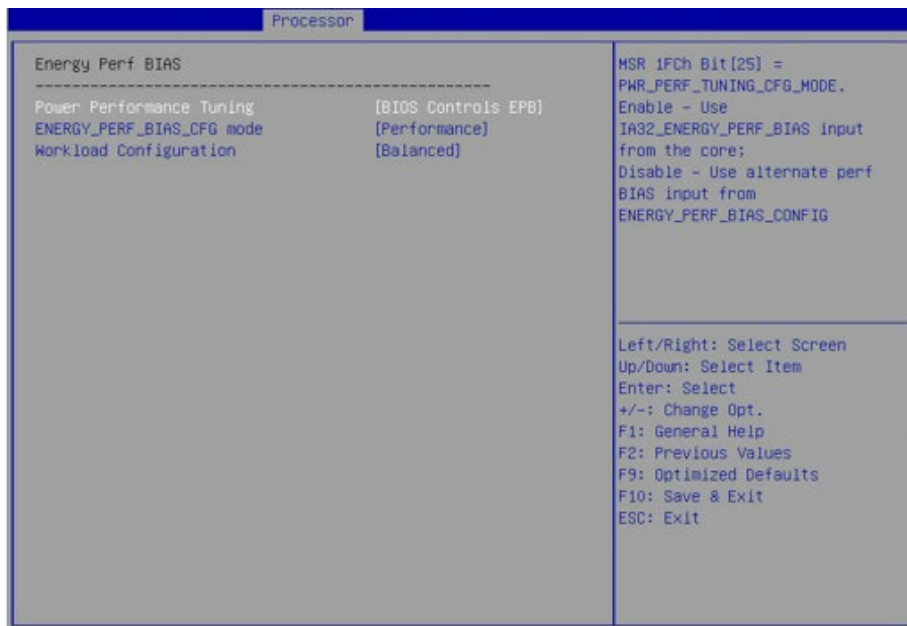 Processor
Energy Perf BIAS
--------------------------------------------------
Power Performance Tuning [BIOS Controls EPB]
ENERGY_PERF_BIAS_CFG mode [Performance]
Workload Configuration [Balanced]
MSR 1FCh Bit[25] =
PWR_PERF_TUNING_CFG_MODE.
Enable - Use
IA32_ENERGY_PERF_BIAS input
from the core;
Disable - Use alternate perf
BIAS input from
ENERGY_PERF_BIAS_CONFIG
Left/Right: Select Screen
Up/Down: Select Item
Enter: Select
+/-: Change Opt.
F1: General Help
F2: Previous Values
F9: Optimized Defaults
F10: Save & Exit
ESC: Exit